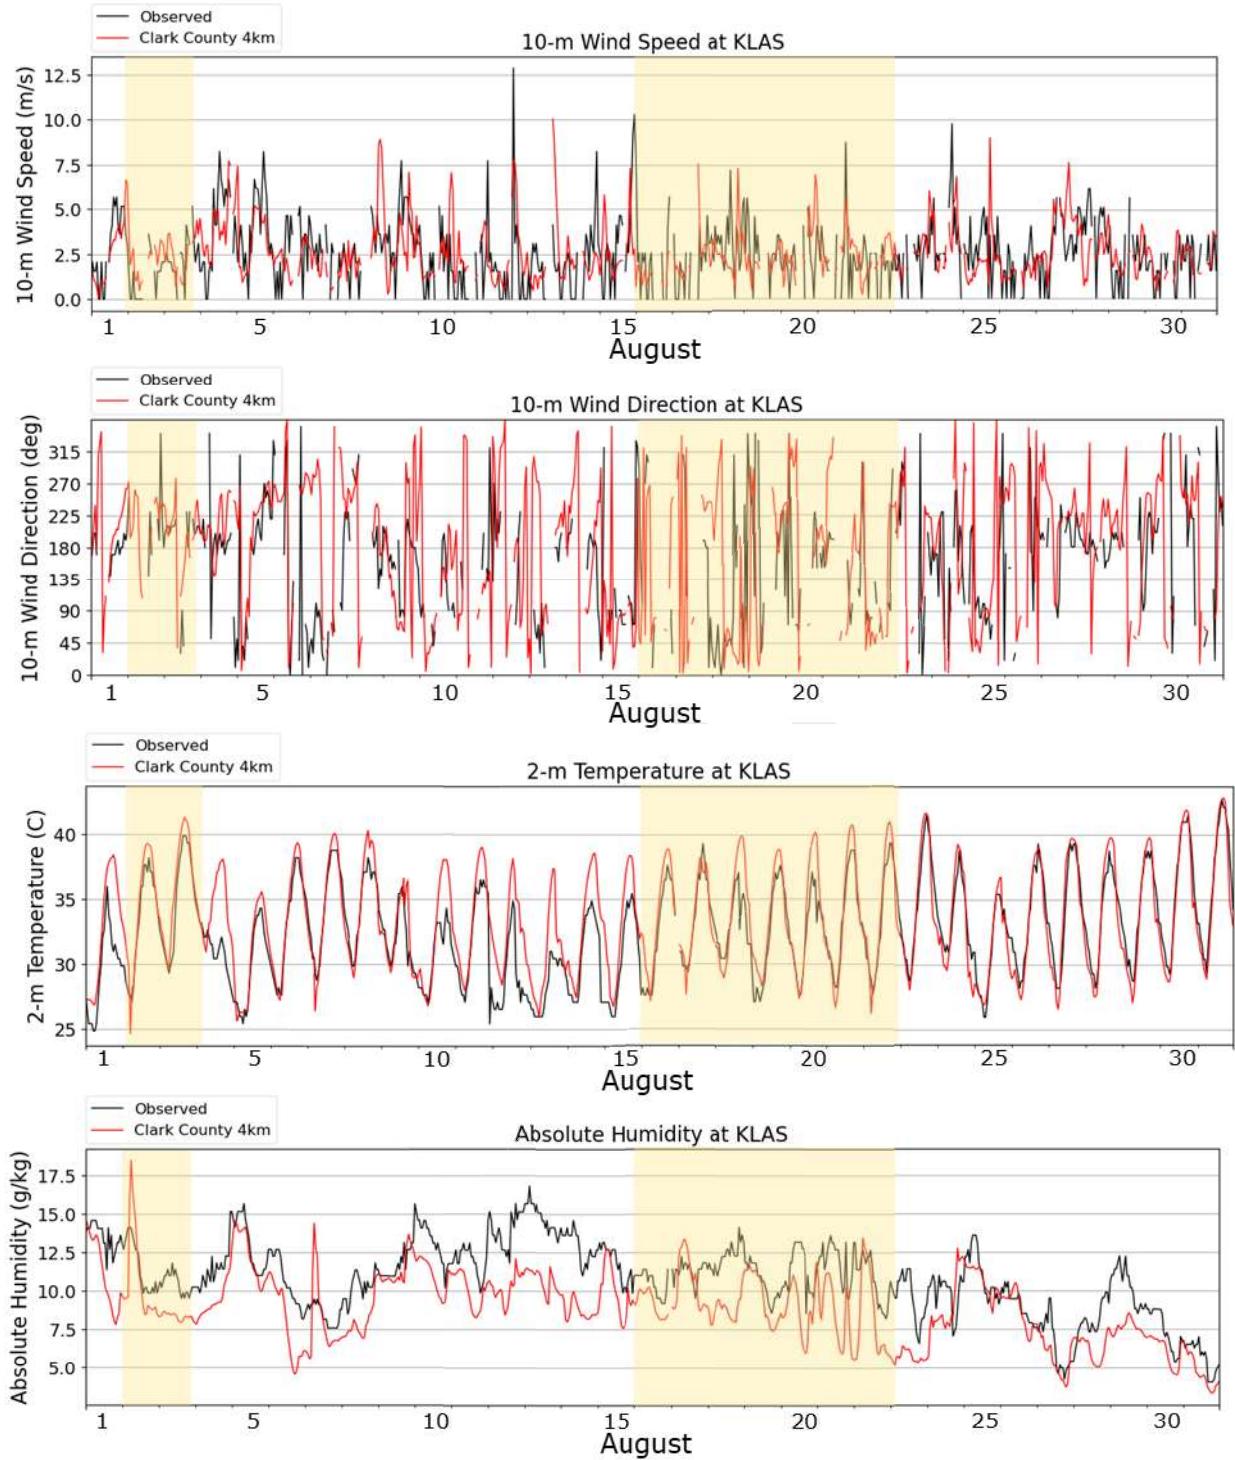 Observed
Clark County 4km
10-m Wind Speed at KLAS
10-m Wind Speed (m/s)
12.5
10.0
7.5
5.0
2.5
0.0
1 5 10 15 20 25 30
August
Observed
Clark County 4km
10-m Wind Direction at KLAS
10-m Wind Direction (deg)
315
270
225
180
135
90
45
0
1 5 10 15 20 25 30
August
Observed
Clark County 4km
2-m Temperature at KLAS
2-m Temperature (C)
40
35
30
25
1 5 10 15 20 25 30
August
Observed
Clark County 4km
Absolute Humidity at KLAS
Absolute Humidity (g/kg)
17.5
15.0
12.5
10.0
7.5
5.0
1 5 10 15 20 25 30
August